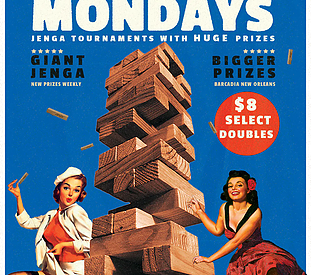 MONDAYS
JENGA TOURNAMENTS WITH HUGE PRIZES
GIANT
JENGA
NEW PRIZES WEEKLY
BIGGER
PRIZES
BARCADIA NEW ORLEANS
$8
SELECT
DOUBLES